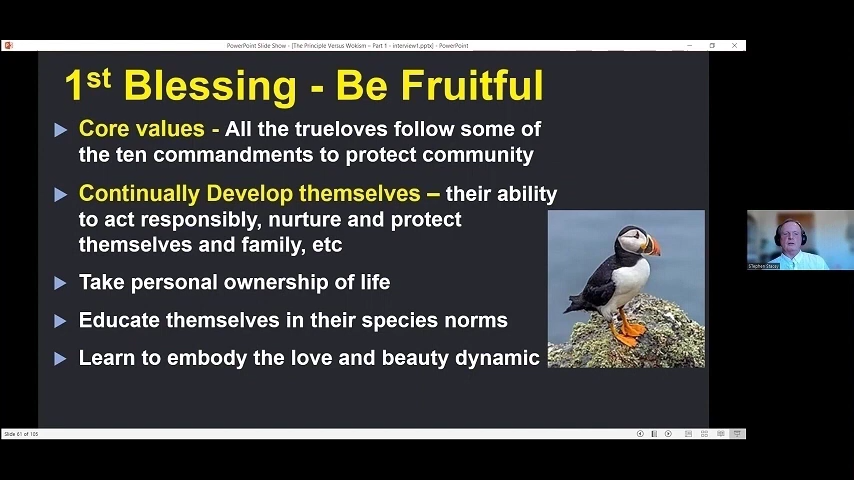 PowerPoint Slide Show - [The Principle Versus Wokism – Part 1 - interview1.pptx] - PowerPoint
1st Blessing - Be Fruitful
Core values - All the trueloves follow some of
the ten commandments to protect community
Continually Develop themselves – their ability
to act responsibly, nurture and protect
themselves and family, etc
Take personal ownership of life
Educate themselves in their species norms
Learn to embody the love and beauty dynamic
STephen Stacey
Slide 61 of 105